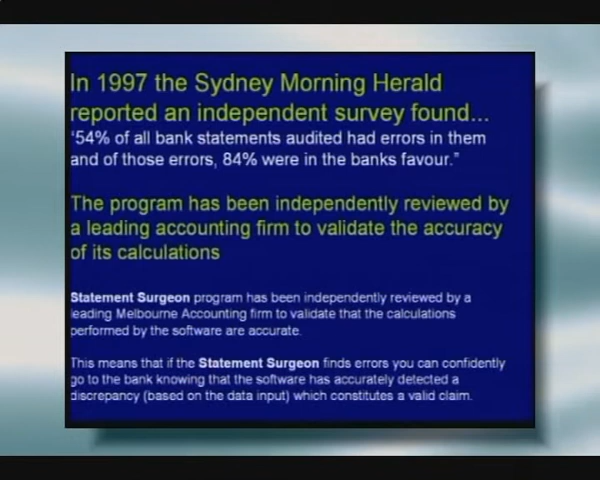 In 1997 the Sydney Morning Herald
reported an independent survey found...
"54% of all bank statements audited had errors in them
and of those errors, 84% were in the banks favour."
The program has been independently reviewed by
a leading accounting firm to validate the accuracy
of its calculations
Statement Surgeon program has been independently reviewed by a
leading Melbourne Accounting firm to validate that the calculations
performed by the software are accurate.
This means that if the Statement Surgeon finds errors you can confidently
go to the bank knowing that the software has accurately detected a
discrepancy (based on the data input) which constitutes a valid claim.